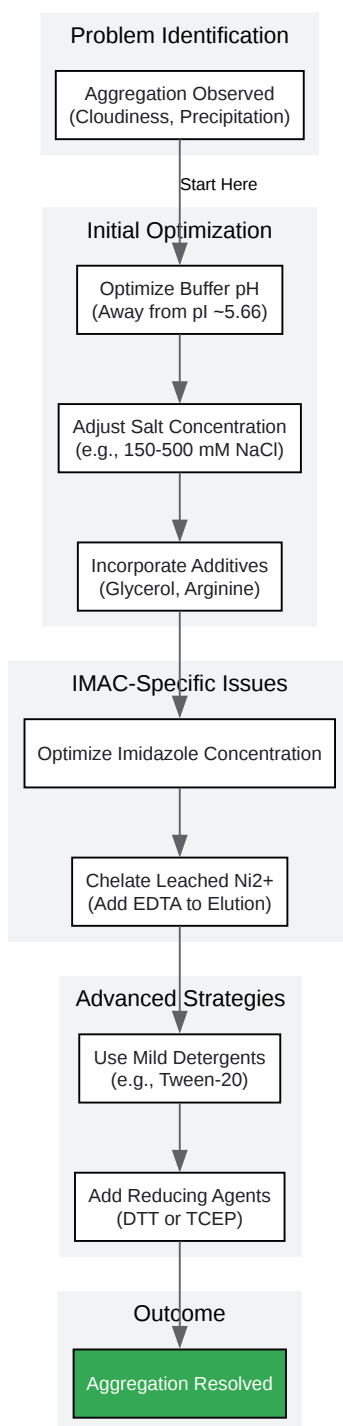 Problem Identification
Aggregation Observed
(Cloudiness, Precipitation)
Start Here
Initial Optimization
Optimize Buffer pH
(Away from pI ~5.66)
Adjust Salt Concentration
(e.g., 150-500 mM NaCl)
Incorporate Additives
(Glycerol, Arginine)
IMAC-Specific Issues
Optimize Imidazole Concentration
Chelate Leached Ni2+
(Add EDTA to Elution)
Advanced Strategies
Use Mild Detergents
(e.g., Tween-20)
Add Reducing Agents
(DTT or TCEP)
Outcome
Aggregation Resolved